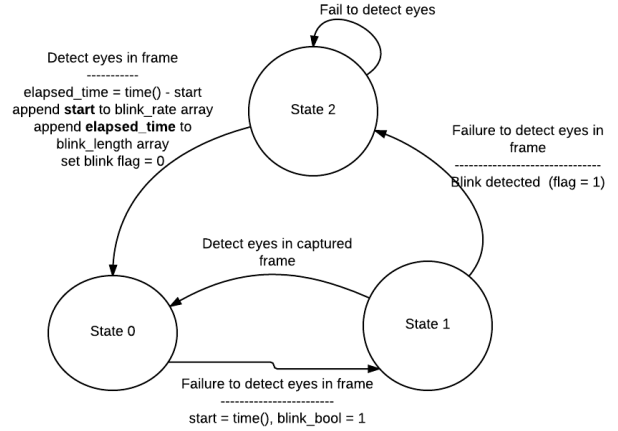 Fail to detect eyes
Detect eyes in frame
-----------
elapsed_time = time() - start
append start to blink_rate array
append elapsed_time to
blink_length array
set blink flag = 0
State 2
Failure to detect eyes in
frame
--------------------------------
Blink detected  (flag = 1)
Detect eyes in captured
frame
State 0
State 1
Failure to detect eyes in frame
-------------------------
start = time(), blink_bool = 1